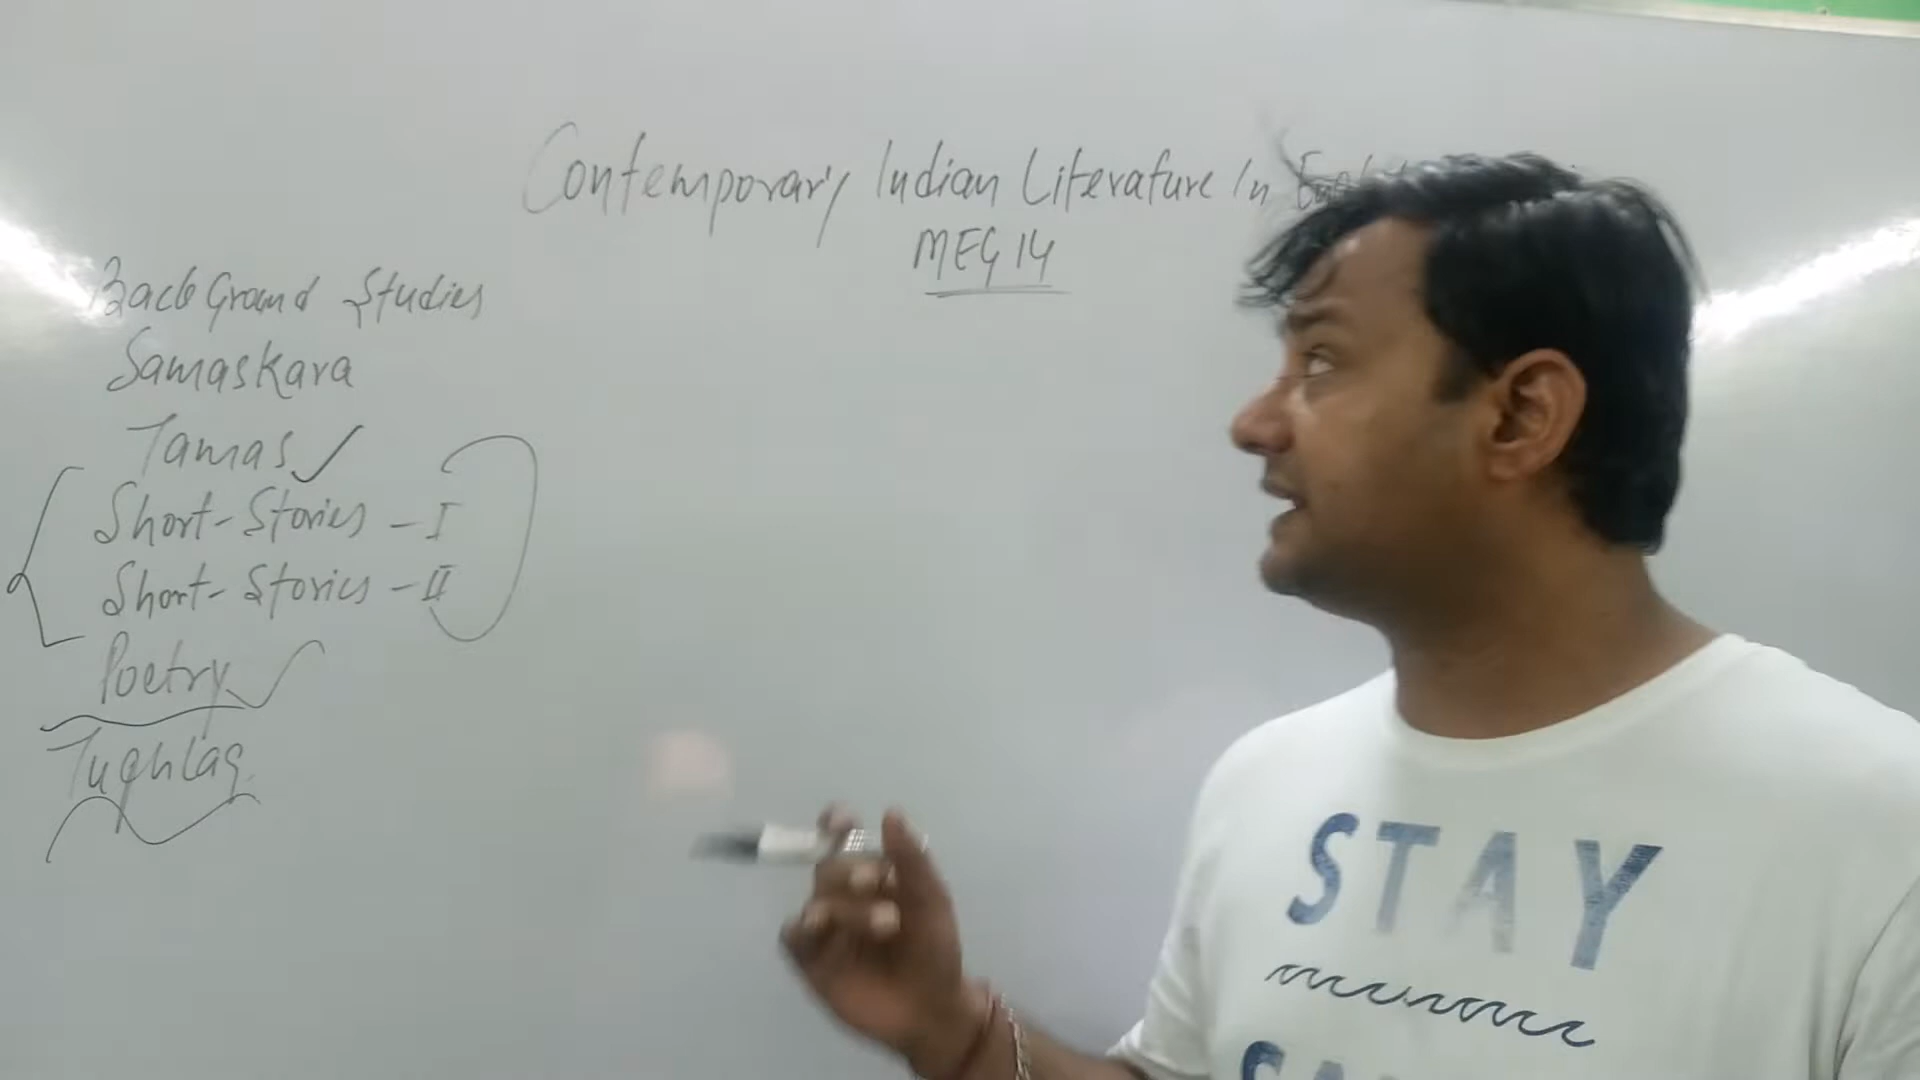 Contemporary Indian Literature In
MEG 14
BackGround Studies
Samaskara
Tamas
Short-Stories - I
Short-Stories - II
Poetry
Tughlaq
STAY